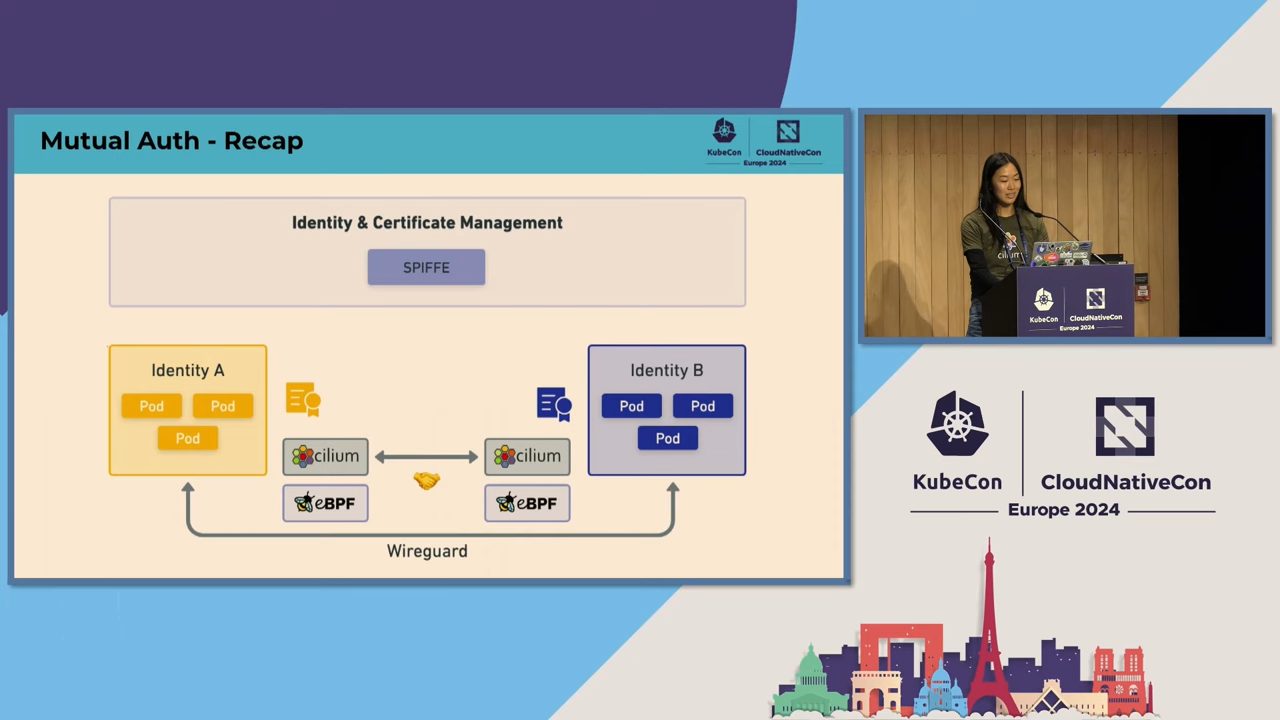 Mutual Auth - Recap
KubeCon
CloudNativeCon
Europe 2024
Identity & Certificate Management
SPIFFE
Identity A
Pod
Pod
Pod
Identity B
Pod
Pod
Pod
cilium
cilium
eBPF
eBPF
Wireguard
cilium
KubeCon
CloudNativeCon
Europe 2024
KubeCon
CloudNativeCon
Europe 2024